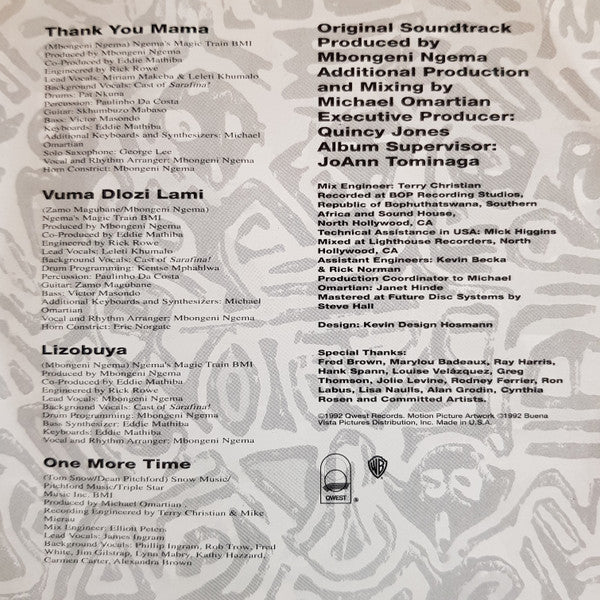 Thank You Mama
(Mbongeni Ngema) Ngema's Magic Train BMI
Produced by Mbongeni Ngema
Co-Produced by Eddie Mathiba
Engineered by Rick Rowe
Lead Vocals: Miriam Makeba & Leleti Khumalo
Background Vocals: Cast of Sarafina!
Drums: Pat Nkuna
Percussion: Paulinho Da Costa
Guitar: Skhumbuzo Mabaso
Bass: Victor Masondo
Keyboards: Eddie Mathiba
Additional Keyboards and Synthesizers: Michael
Omartian
Solo Saxophone: George Lee
Vocal and Rhythm Arranger: Mbongeni Ngema
Horn Constrict: Mbongeni Ngema
Vuma Dlozi Lami
(Zamo Magubane/Mbongeni Ngema)
Ngema's Magic Train BMI
Produced by Mbongeni Ngema
Co-Produced by Eddie Mathiba
Engineered by Rick Rowe
Lead Vocals: Leleti Khumalo
Background Vocals: Cast of Sarafina!
Drum Programming: Kentse Mphahlwa
Percussion: Paulinho Da Costa
Guitar: Zamo Magubane
Bass: Victor Masondo
Additional Keyboards and Synthesizers: Michael
Omartian
Vocal and Rhythm Arranger: Mbongeni Ngema
Horn Constrict: Eric Norgate
Lizobuya
(Mbongeni Ngema) Ngema's Magic Train BMI
Produced by Mbongeni Ngema
Co-Produced by Eddie Mathiba
Engineered by Rick Rowe
Lead Vocals: Mbongeni Ngema
Background Vocals: Cast of Sarafina!
Drum Programming: Mbongeni Ngema
Bass Synthesizer: Eddie Mathiba
Keyboards: Eddie Mathiba
Vocal and Rhythm Arranger: Mbongeni Ngema
One More Time
(Tom Snow/Dean Pitchford) Snow Music/
Pitchford Music/Triple Star
Music Inc. BMI
Produced by Michael Omartian
Recording Engineered by Terry Christian & Mike
Mierau
Mix Engineer: Elliott Peters
Lead Vocals: James Ingram
Background Vocals: Phillip Ingram, Rob Trow, Fred
White, Jim Gilstrap, Lynn Mabry, Kathy Hazzard,
Carmen Carter, Alexandra Brown
Original Soundtrack
Produced by
Mbongeni Ngema
Additional Production
and Mixing by
Michael Omartian
Executive Producer:
Quincy Jones
Album Supervisor:
JoAnn Tominaga
Mix Engineer: Terry Christian
Recorded at BOP Recording Studios,
Republic of Bophuthatswana, Southern
Africa and Sound House,
North Hollywood, CA
Technical Assistance in USA: Mick Higgins
Mixed at Lighthouse Recorders, North
Hollywood, CA
Assistant Engineers: Kevin Becka
& Rick Norman
Production Coordinator to Michael
Omartian: Janet Hinde
Mastered at Future Disc Systems by
Steve Hall
Design: Kevin Design Hosmann
Special Thanks:
Fred Brown, Marylou Badeaux, Ray Harris,
Hank Spann, Louise Velázquez, Greg
Thomson, Jolie Levine, Rodney Ferrier, Ron
Labus, Lisa Naulls, Alan Grodin, Cynthia
Rosen and Committed Artists.
©1992 Qwest Records. Motion Picture Artwork ©1992 Buena
Vista Pictures Distribution, Inc. Made in U.S.A.
QWEST ®
WB